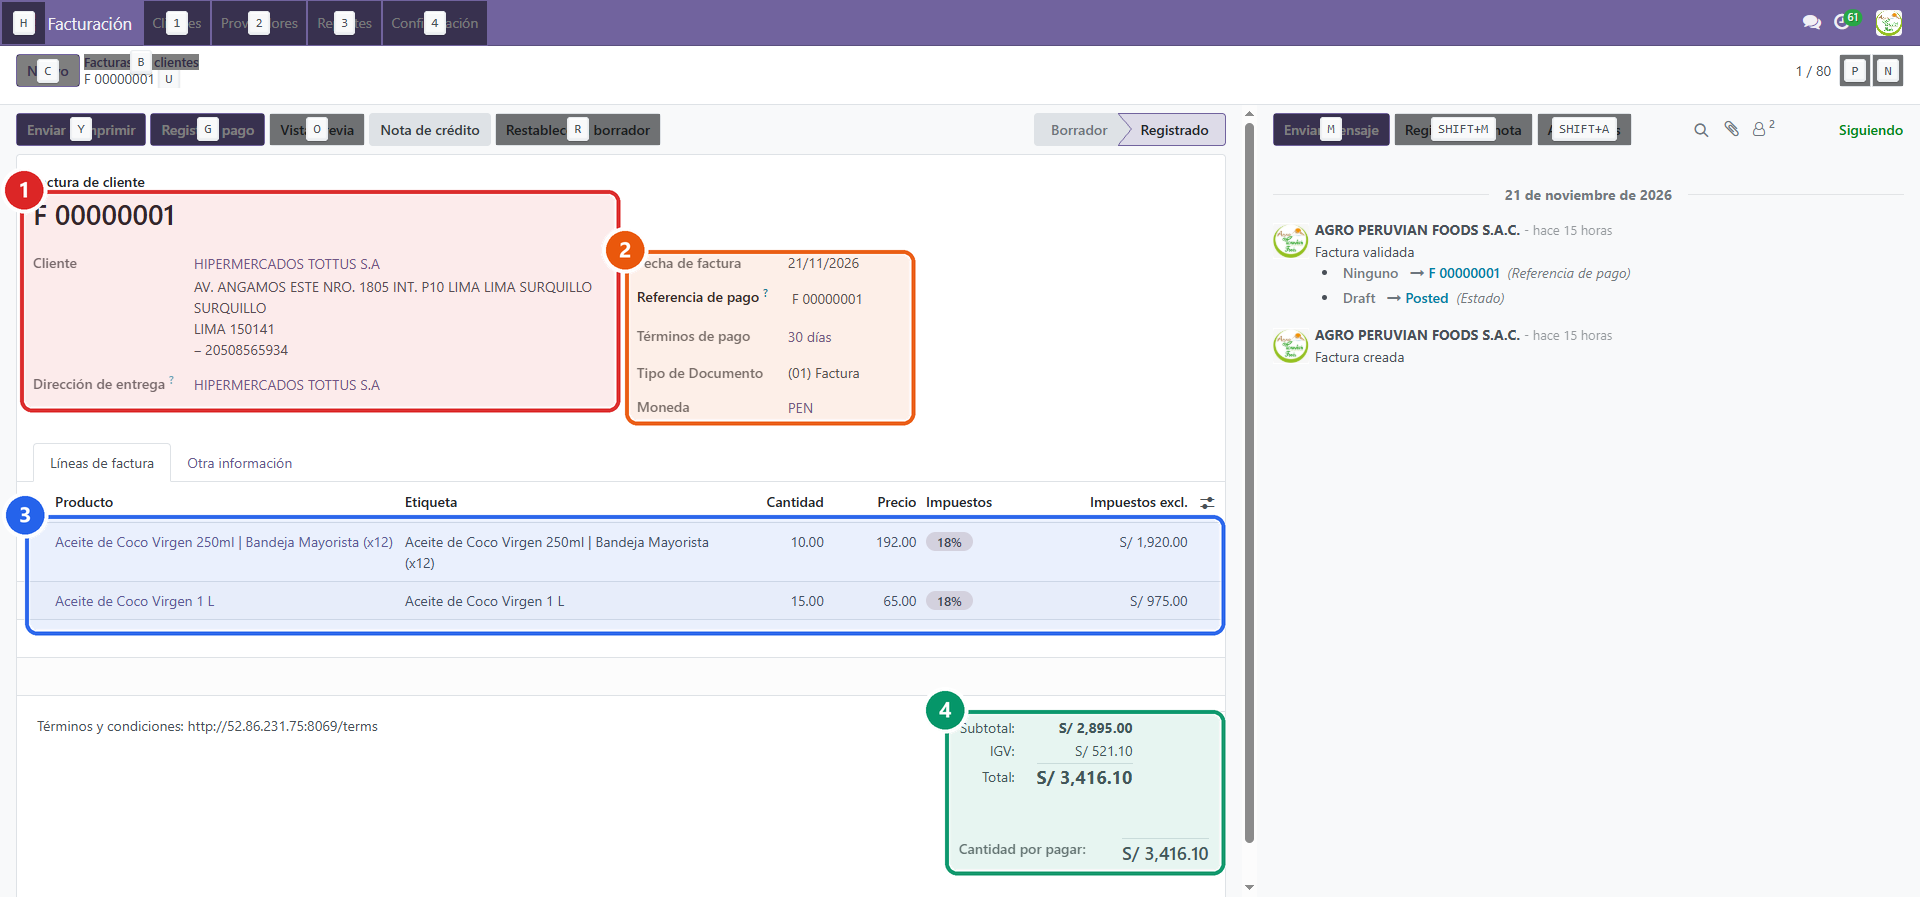 H Facturación 1 2 3 4 61
C Facturas B clientes
F 00000001 U
1 / 80 P N
Enviar Y primir Regis G pago Vista O evia Nota de crédito Restablec R borrador Borrador Registrado
Enviar M ensaje Reg SHIFT+M nota SHIFT+A 2 Siguiendo
1 ctura de cliente
F 00000001
Cliente HIPERMERCADOS TOTTUS S.A
AV. ANGAMOS ESTE NRO. 1805 INT. P10 LIMA LIMA SURQUILLO
SURQUILLO
LIMA 150141
– 20508565934
Dirección de entrega ? HIPERMERCADOS TOTTUS S.A
2
echa de factura 21/11/2026
Referencia de pago ? F 00000001
Términos de pago 30 días
Tipo de Documento (01) Factura
Moneda PEN
Líneas de factura Otra información
Producto Etiqueta Cantidad Precio Impuestos Impuestos excl.
3
Aceite de Coco Virgen 250ml | Bandeja Mayorista (x12) Aceite de Coco Virgen 250ml | Bandeja Mayorista 10.00 192.00 18% S/ 1,920.00
(x12)
Aceite de Coco Virgen 1 L Aceite de Coco Virgen 1 L 15.00 65.00 18% S/ 975.00
Términos y condiciones: http://52.86.231.75:8069/terms
4
Subtotal: S/ 2,895.00
IGV: S/ 521.10
Total: S/ 3,416.10
Cantidad por pagar: S/ 3,416.10
21 de noviembre de 2026
AGRO PERUVIAN FOODS S.A.C. - hace 15 horas
Factura validada
• Ninguno → F 00000001 (Referencia de pago)
• Draft → Posted (Estado)
AGRO PERUVIAN FOODS S.A.C. - hace 15 horas
Factura creada